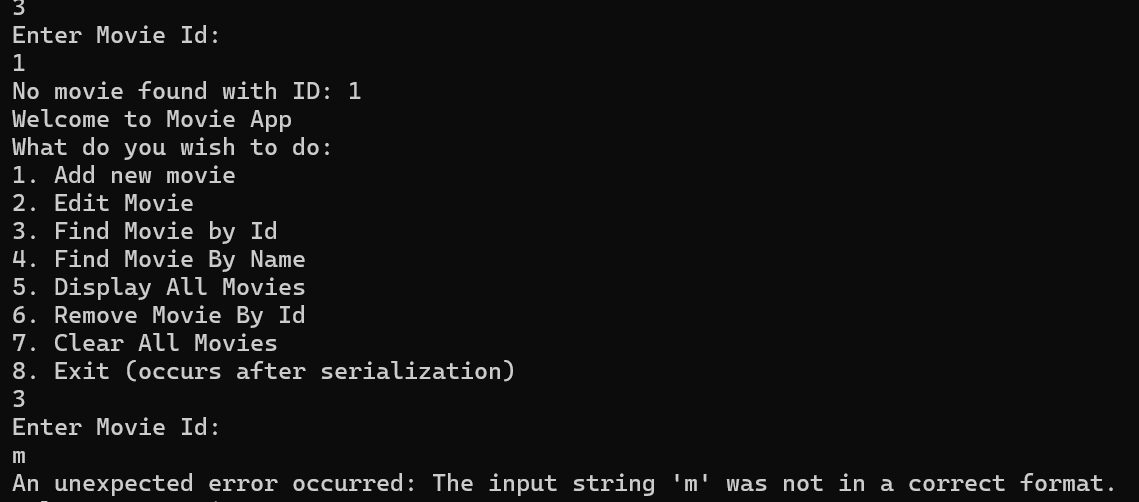 3
Enter Movie Id:
1
No movie found with ID: 1
Welcome to Movie App
What do you wish to do:
1. Add new movie
2. Edit Movie
3. Find Movie by Id
4. Find Movie By Name
5. Display All Movies
6. Remove Movie By Id
7. Clear All Movies
8. Exit (occurs after serialization)
3
Enter Movie Id:
m
An unexpected error occurred: The input string 'm' was not in a correct format.